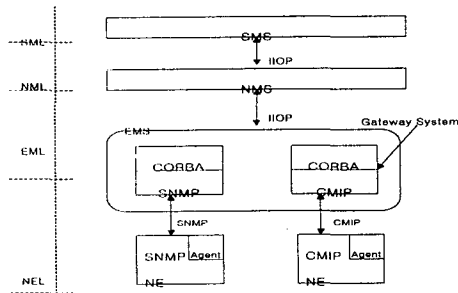 SML
SMS
IIOP
NML
NMS
IIOP
Gateway System
EMS
EML
CORBA
SNMP
CORBA
CMIP
SNMP
CMIP
SNMP
Agent
NE
CMIP
Agent
NE
NEL